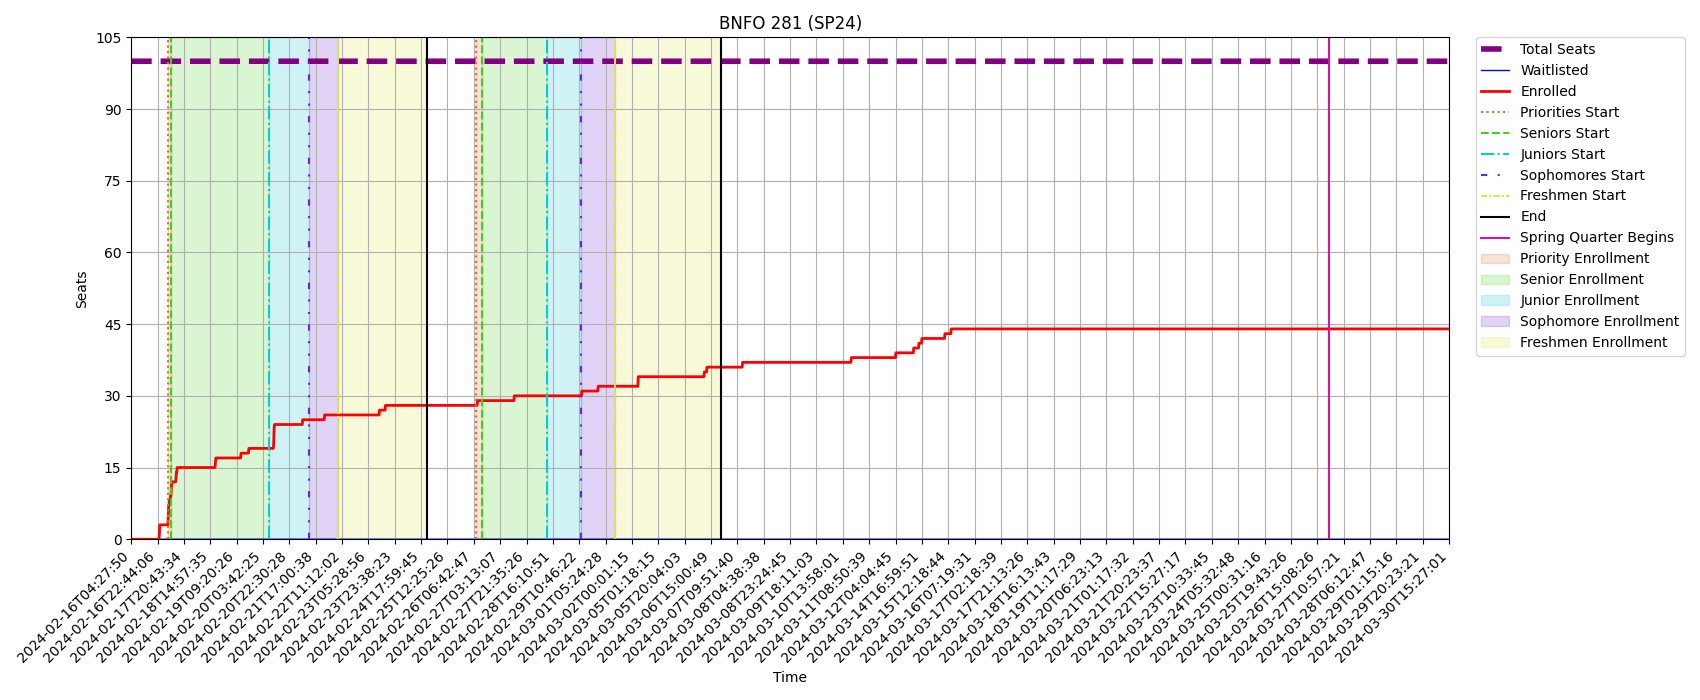 BNFO 281 (SP24)
105
90
75
60
45
30
15
0
Seats
2024-02-16T04:27:50
2024-02-16T22:44:06
2024-02-17T20:43:34
2024-02-18T14:57:35
2024-02-19T09:20:26
2024-02-20T03:42:25
2024-02-20T22:30:28
2024-02-21T17:00:38
2024-02-22T11:12:02
2024-02-23T05:28:56
2024-02-23T23:38:23
2024-02-24T17:59:45
2024-02-25T12:25:26
2024-02-26T06:42:47
2024-02-27T03:13:07
2024-02-27T21:35:26
2024-02-28T16:10:51
2024-02-29T10:46:22
2024-03-01T05:24:28
2024-03-02T00:01:15
2024-03-05T01:18:15
2024-03-05T20:04:03
2024-03-06T15:00:49
2024-03-07T09:51:40
2024-03-08T04:38:38
2024-03-08T23:24:45
2024-03-09T18:11:03
2024-03-10T13:58:01
2024-03-11T08:50:39
2024-03-12T04:04:45
2024-03-14T16:59:51
2024-03-15T12:18:44
2024-03-16T07:19:31
2024-03-17T02:18:39
2024-03-17T21:13:26
2024-03-18T16:13:43
2024-03-19T11:17:29
2024-03-20T06:23:13
2024-03-21T01:17:32
2024-03-21T20:23:37
2024-03-22T15:27:17
2024-03-23T10:33:45
2024-03-24T05:32:48
2024-03-25T00:31:16
2024-03-25T19:43:26
2024-03-26T15:08:26
2024-03-27T10:57:21
2024-03-28T06:12:47
2024-03-29T01:15:16
2024-03-29T20:23:21
2024-03-30T15:27:01
Time
Total Seats
Waitlisted
Enrolled
Priorities Start
Seniors Start
Juniors Start
Sophomores Start
Freshmen Start
End
Spring Quarter Begins
Priority Enrollment
Senior Enrollment
Junior Enrollment
Sophomore Enrollment
Freshmen Enrollment